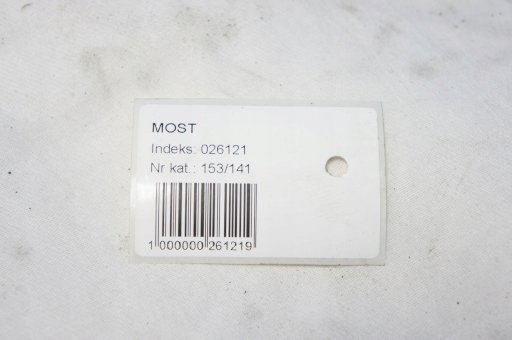 MOST
Indeks: 026121
Nr kat.: 153/141
1 000000 261219